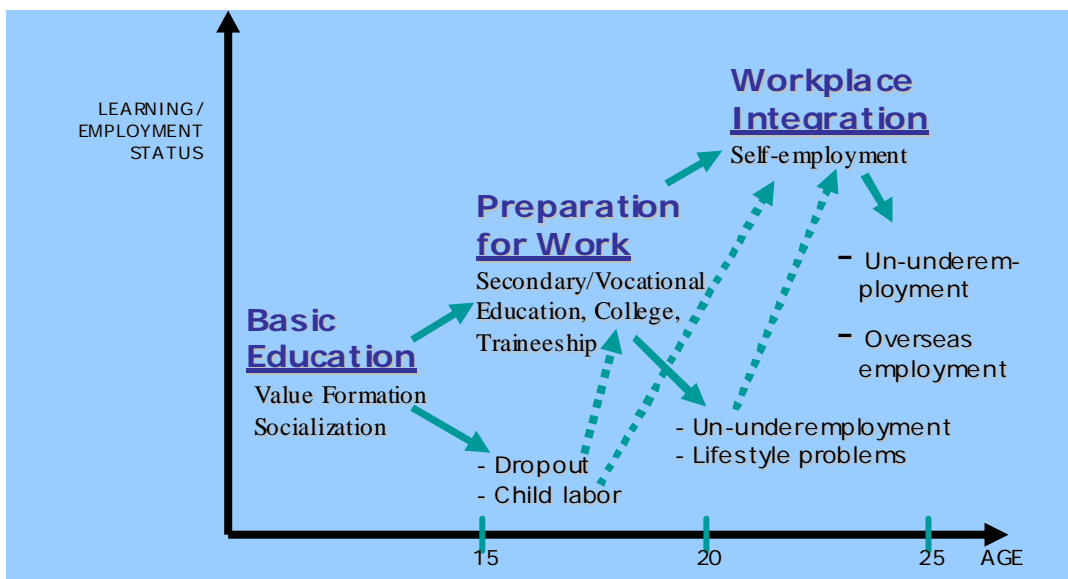 LEARNING/
EMPLOYMENT
STATUS
Workplace
Integration
Self-employment
Preparation
for Work
Secondary/Vocational
Education, College,
Traineeship
Basic
Education
Value Formation
Socialization
- Un-underem-
ployment
- Overseas
employment
- Un-underemployment
- Lifestyle problems
- Dropout
- Child labor
15
20
25
AGE